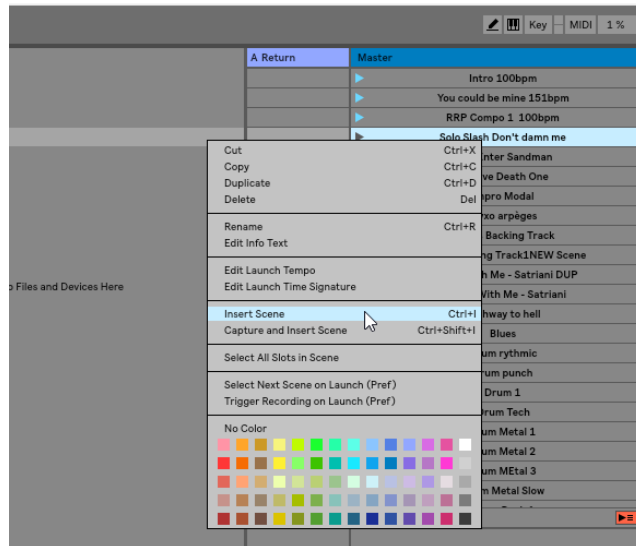 Key MIDI 1 %
A Return Master
Intro 100bpm
You could be mine 151bpm
RRP Compo 1 100bpm
Solo Slash Don't damn me
Cut Ctrl+X
Copy Ctrl+C
Duplicate Ctrl+D
Delete Del
Rename Ctrl+R
Edit Info Text
Edit Launch Tempo
Edit Launch Time Signature
Insert Scene Ctrl+I
Capture and Insert Scene Ctrl+Shift+I
Select All Slots in Scene
Select Next Scene on Launch (Pref)
Trigger Recording on Launch (Pref)
No Color
nter Sandman
ve Death One
pro Modal
xo arpèges
Backing Track
ng Track1NEW Scene
h Me - Satriani DUP
With Me - Satriani
hway to hell
Blues
um rythmic
rum punch
Drum 1
Drum Tech
um Metal 1
um Metal 2
um MEtal 3
m Metal Slow
Files and Devices Here